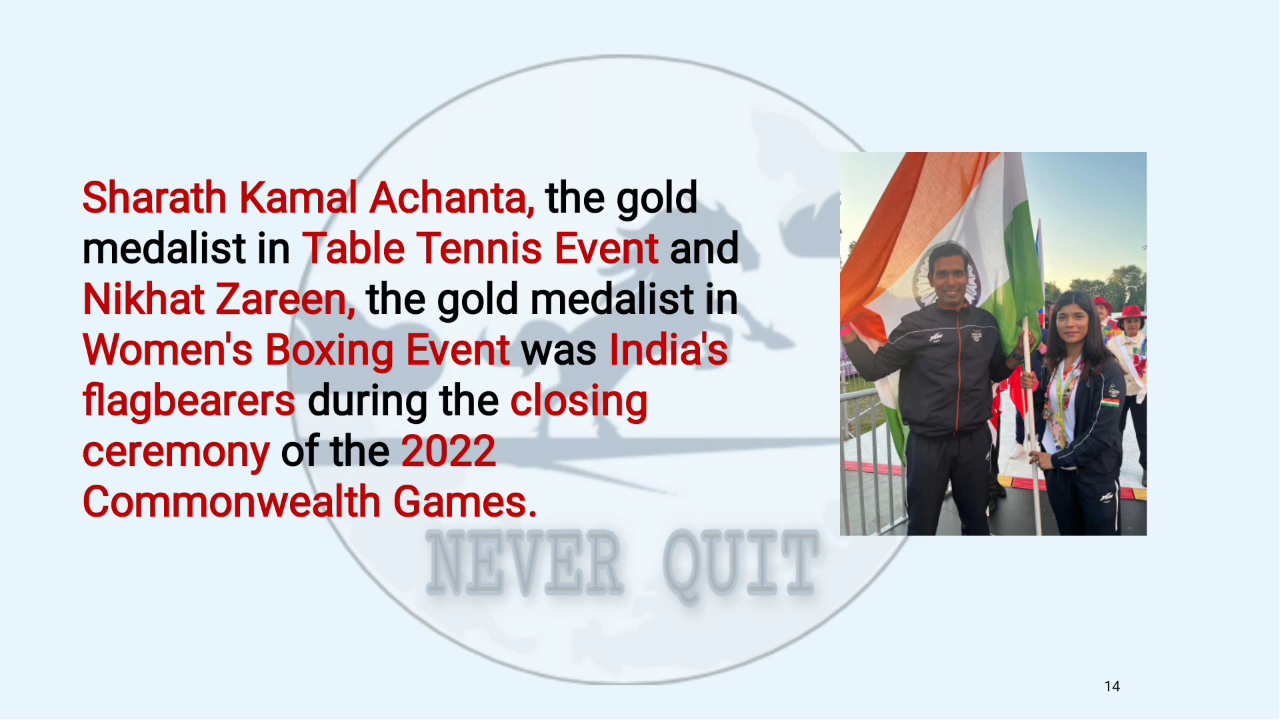 Sharath Kamal Achanta, the gold
medalist in Table Tennis Event and
Nikhat Zareen, the gold medalist in
Women's Boxing Event was India's
flagbearers during the closing
ceremony of the 2022
Commonwealth Games.
NEVER QUIT
14